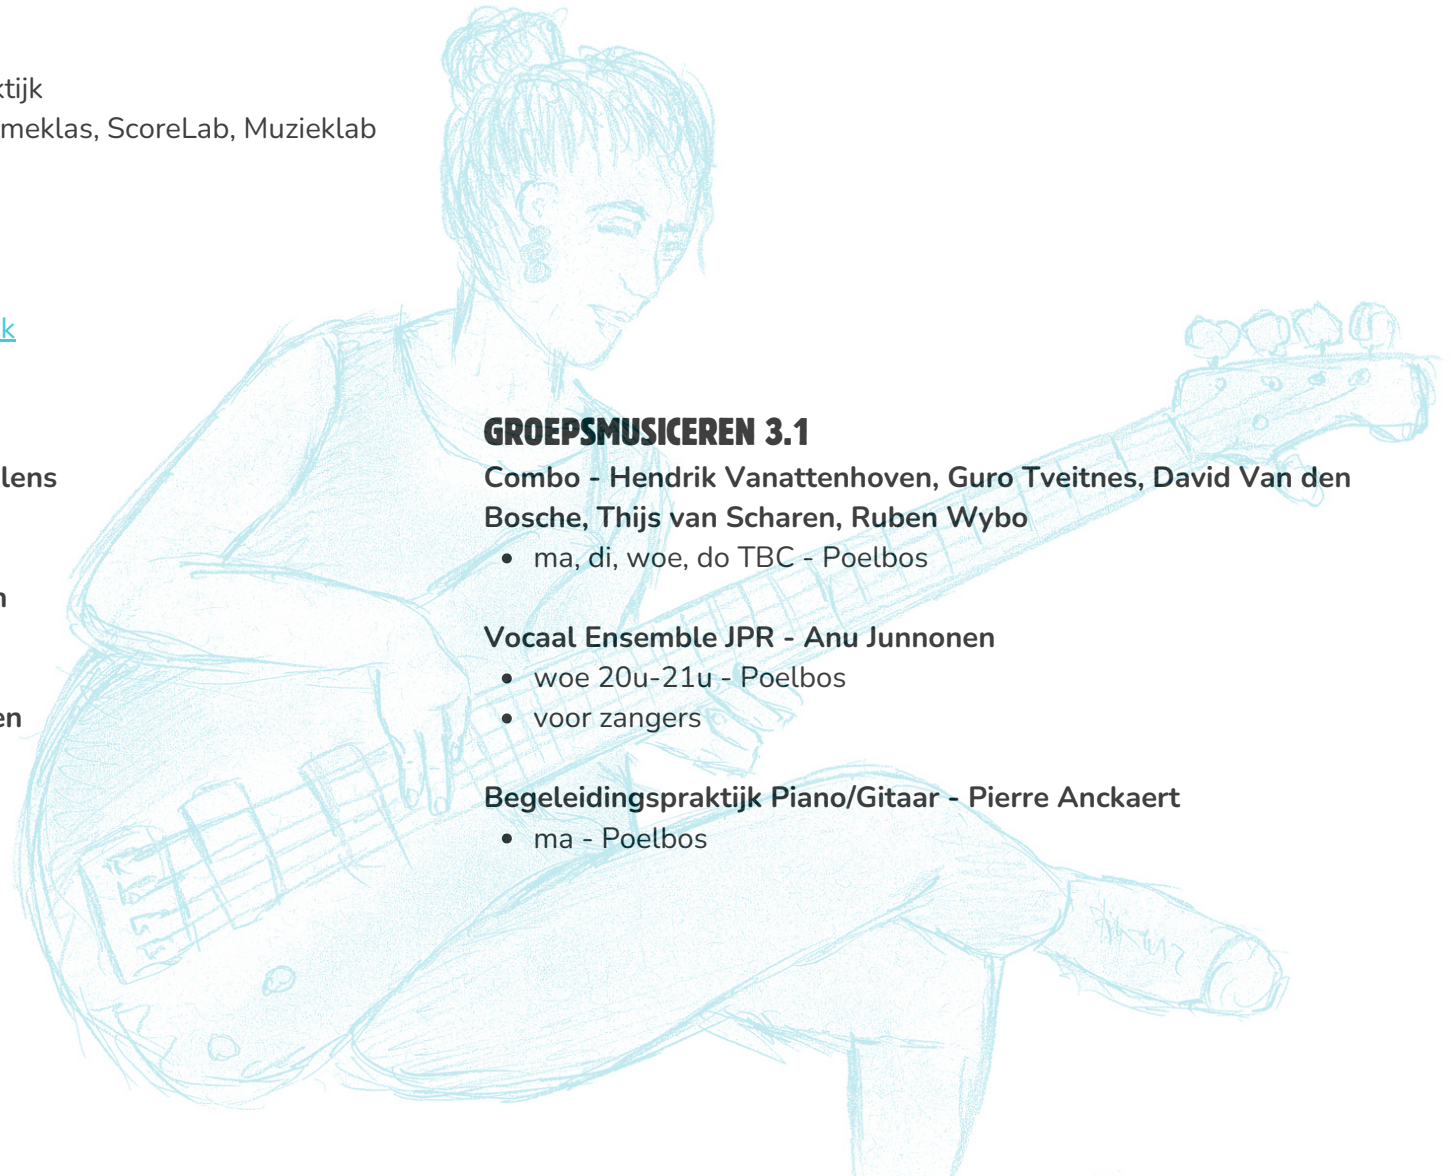 ktijk
meklas, ScoreLab, Muzieklab
k
lens
n
en
GROEPSMUSICEREN 3.1
Combo - Hendrik Vanattenhoven, Guro Tveitnes, David Van den
Bosche, Thijs van Scharen, Ruben Wybo
• ma, di, woe, do TBC - Poelbos
Vocaal Ensemble JPR - Anu Junnonen
• woe 20u-21u - Poelbos
• voor zangers
Begeleidingspraktijk Piano/Gitaar - Pierre Anckaert
• ma - Poelbos